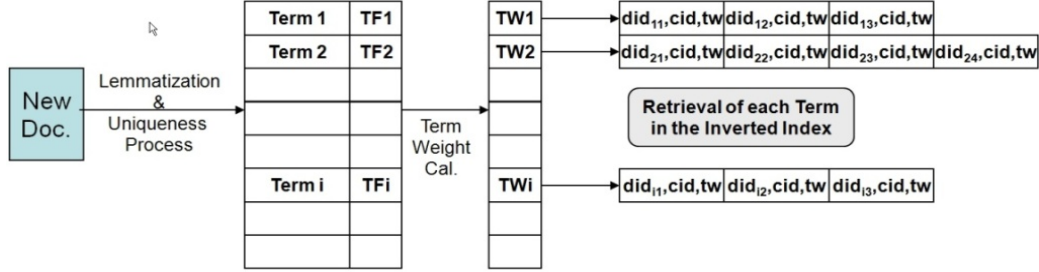 New
Doc.
Lemmatization
&
Uniqueness
Process
Term 1 TF1
Term 2 TF2
Term i TFi
Term
Weight
Cal.
TW1
TW2
TWi
did₁₁,cid,tw did₁₂,cid,tw did₁₃,cid,tw
did₂₁,cid,tw did₂₂,cid,tw did₂₃,cid,tw did₂₄,cid,tw
Retrieval of each Term
in the Inverted Index
didᵢ₁,cid,tw didᵢ₂,cid,tw didᵢ₃,cid,tw